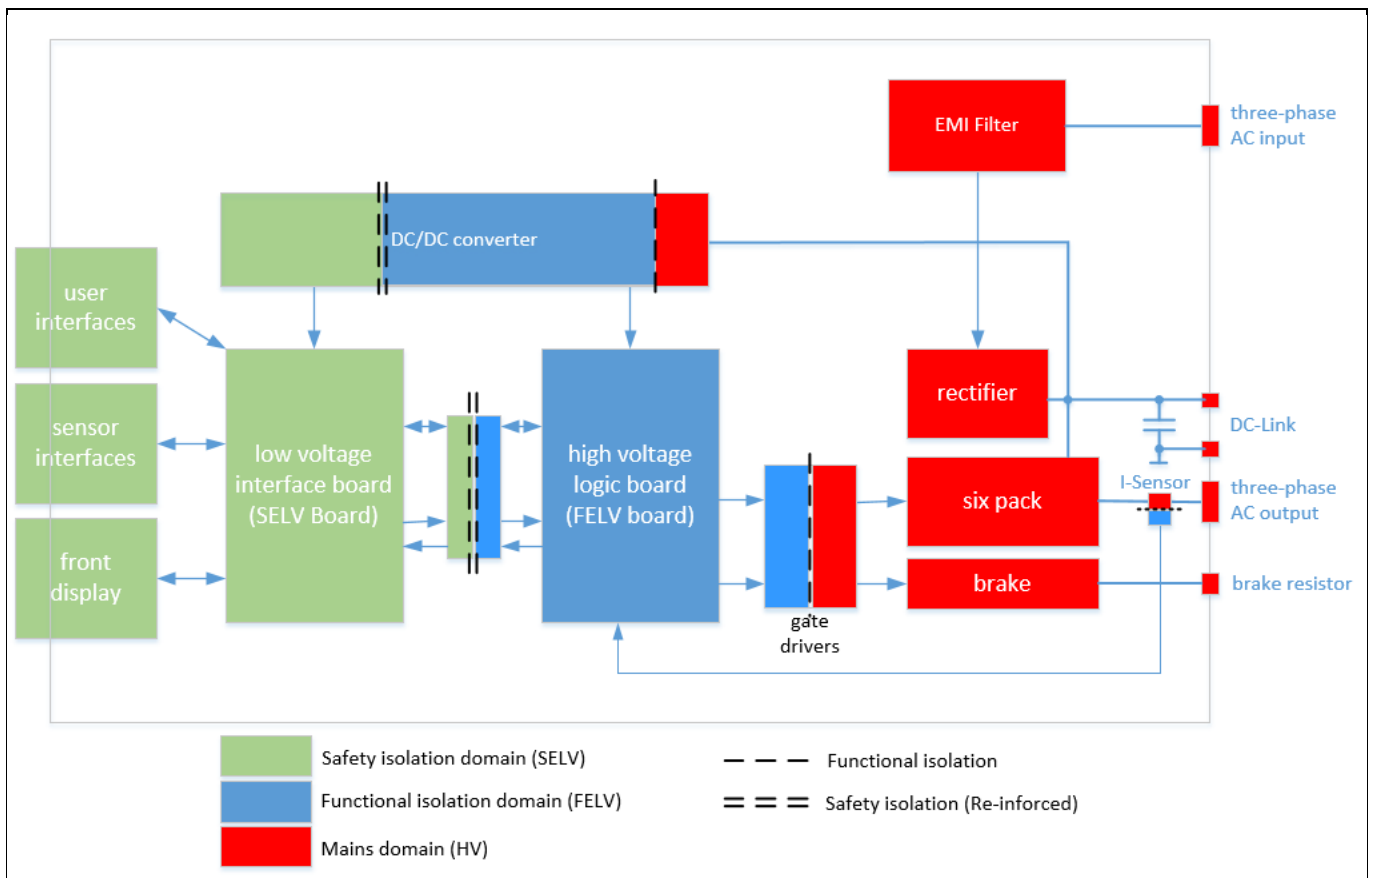 EMI Filter
three-phase
AC input
DC/DC converter
user
interfaces
sensor
interfaces
front
display
low voltage
interface board
(SELV Board)
high voltage
logic board
(FELV board)
gate
drivers
rectifier
six pack
brake
DC-Link
I-Sensor
three-phase
AC output
brake resistor
Safety isolation domain (SELV)
Functional isolation domain (FELV)
Mains domain (HV)
Functional isolation
Safety isolation (Re-inforced)